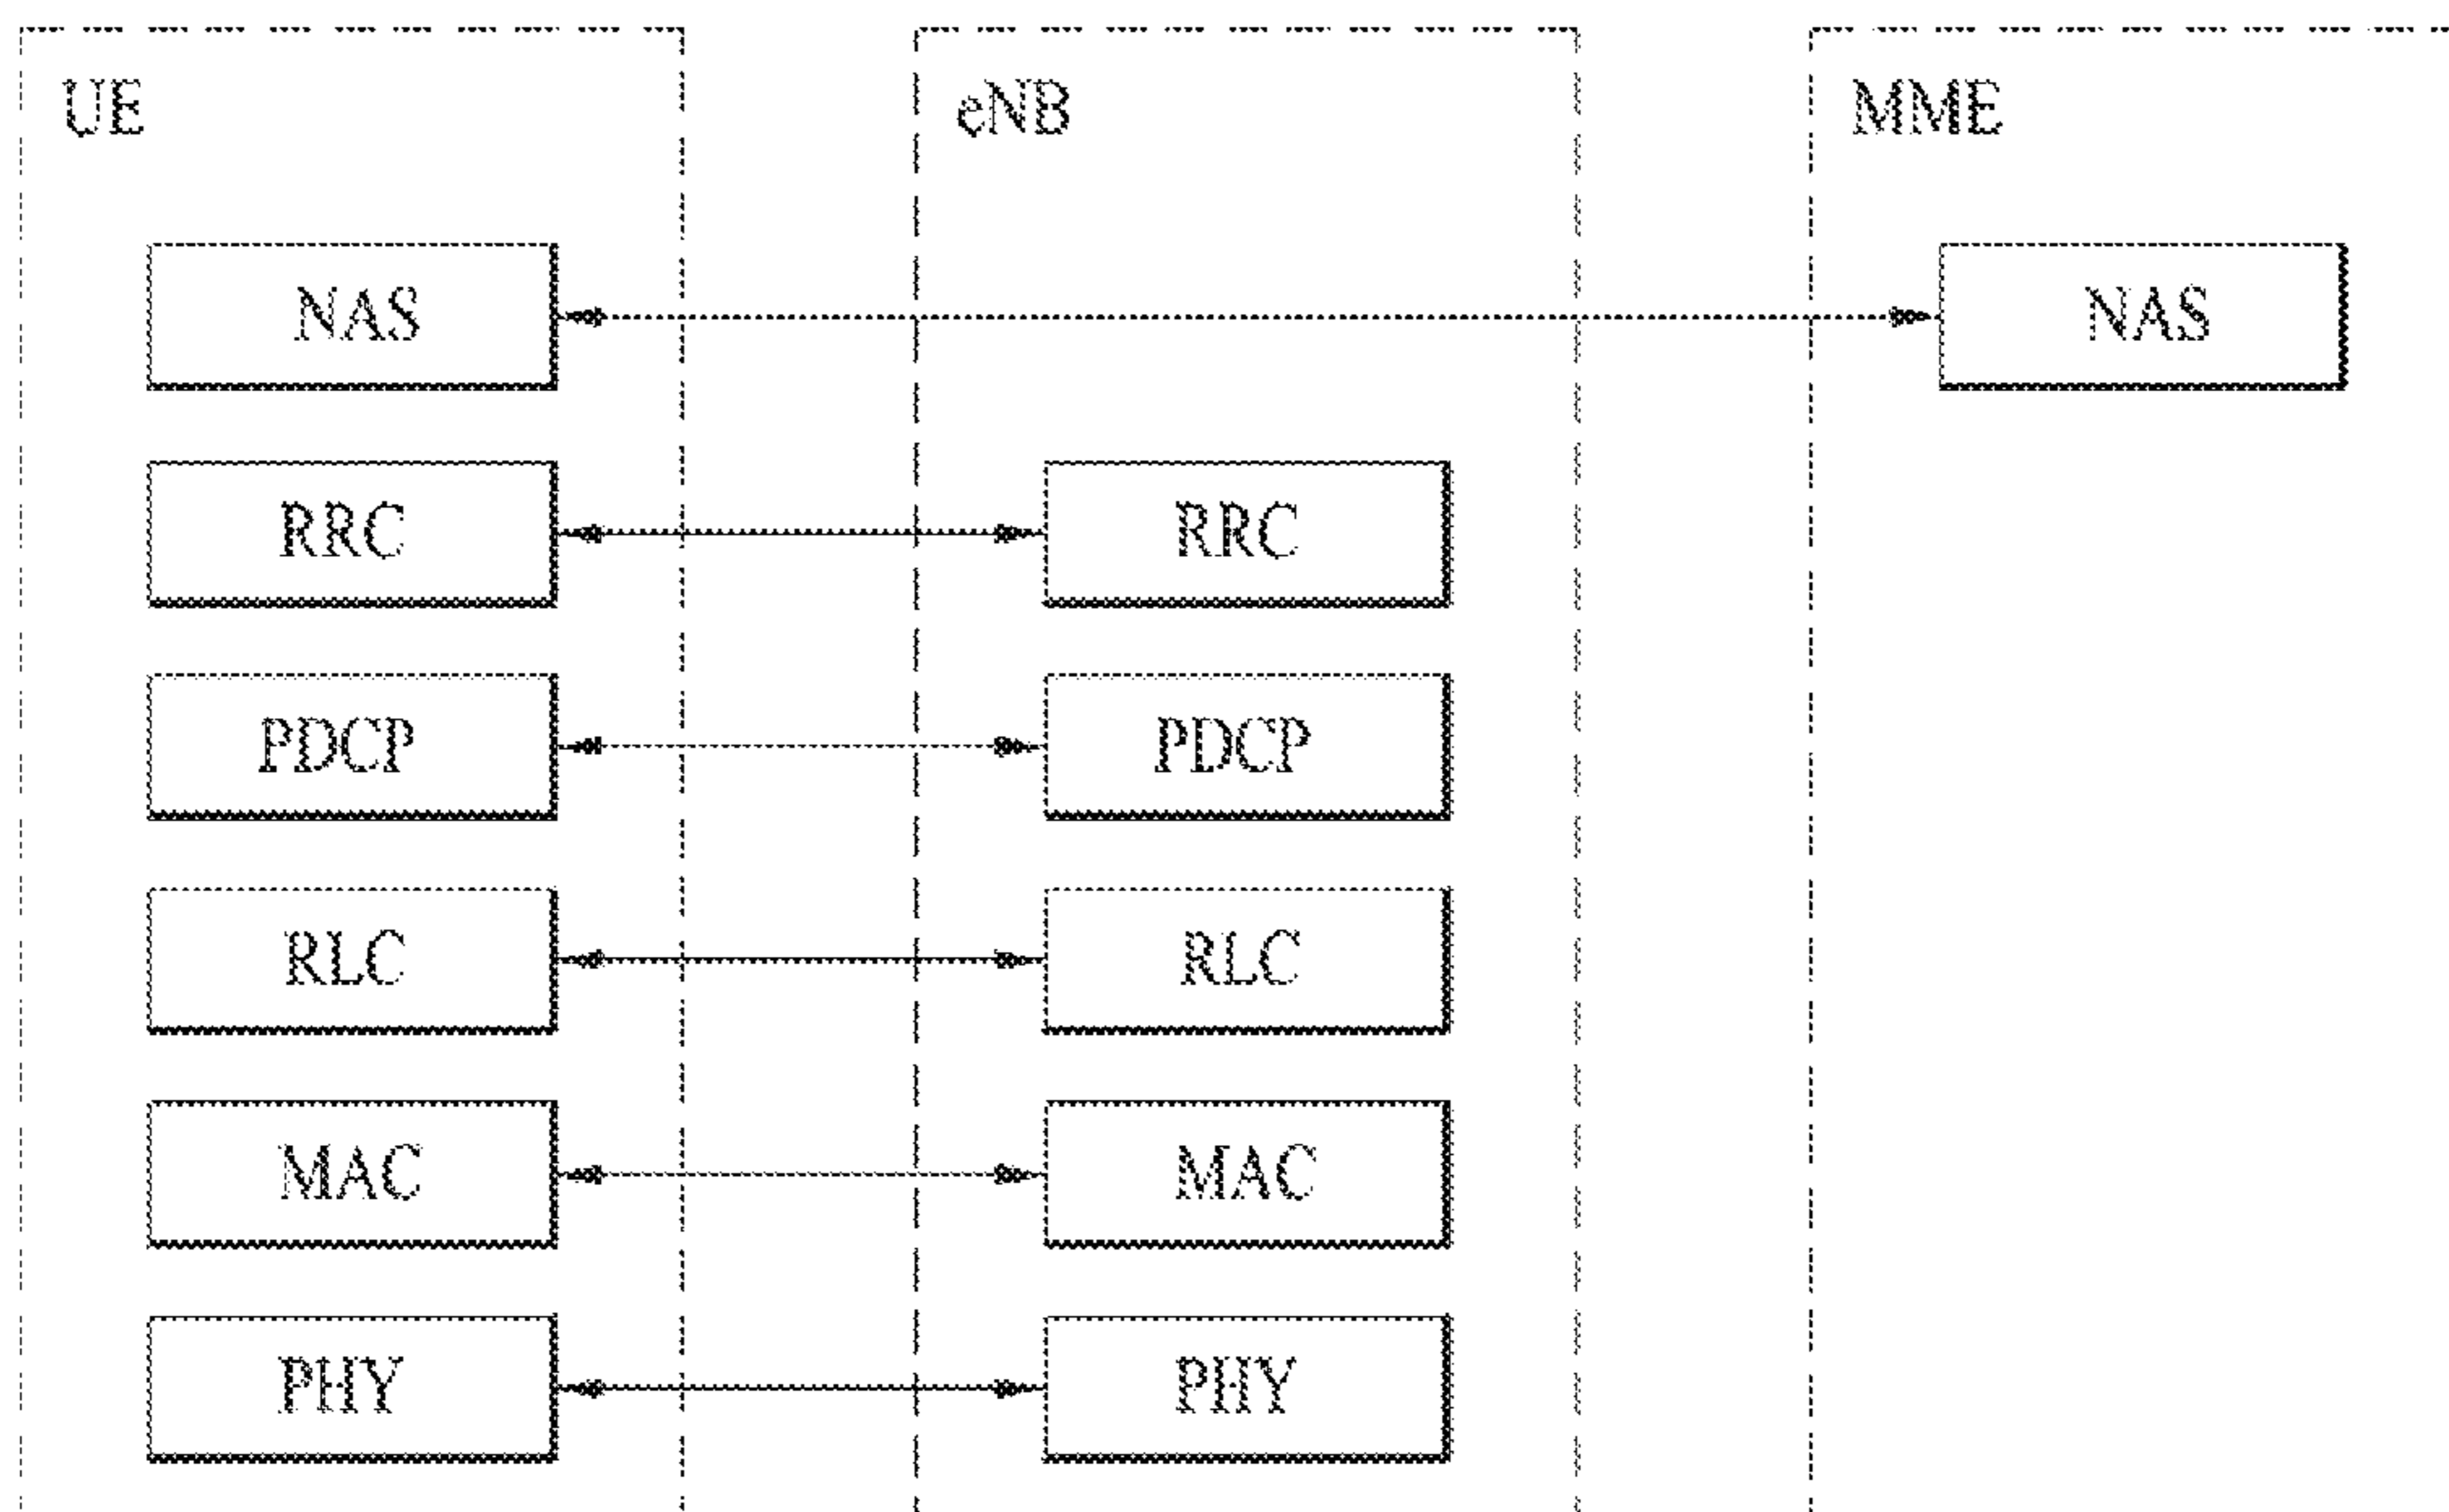 UE eNB MME
NAS NAS
RRC RRC
PDCP PDCP
RLC RLC
MAC MAC
PHY PHY